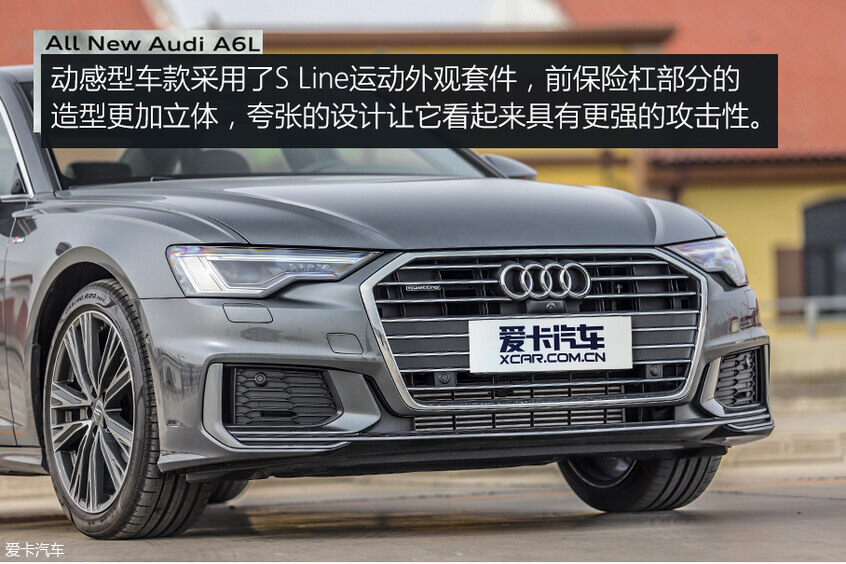 All New Audi A6L
动感型车款采用了S Line运动外观套件，前保险杠部分的
造型更加立体，夸张的设计让它看起来具有更强的攻击性。
quattro
爱卡汽车
XCAR.COM.CN
爱卡汽车